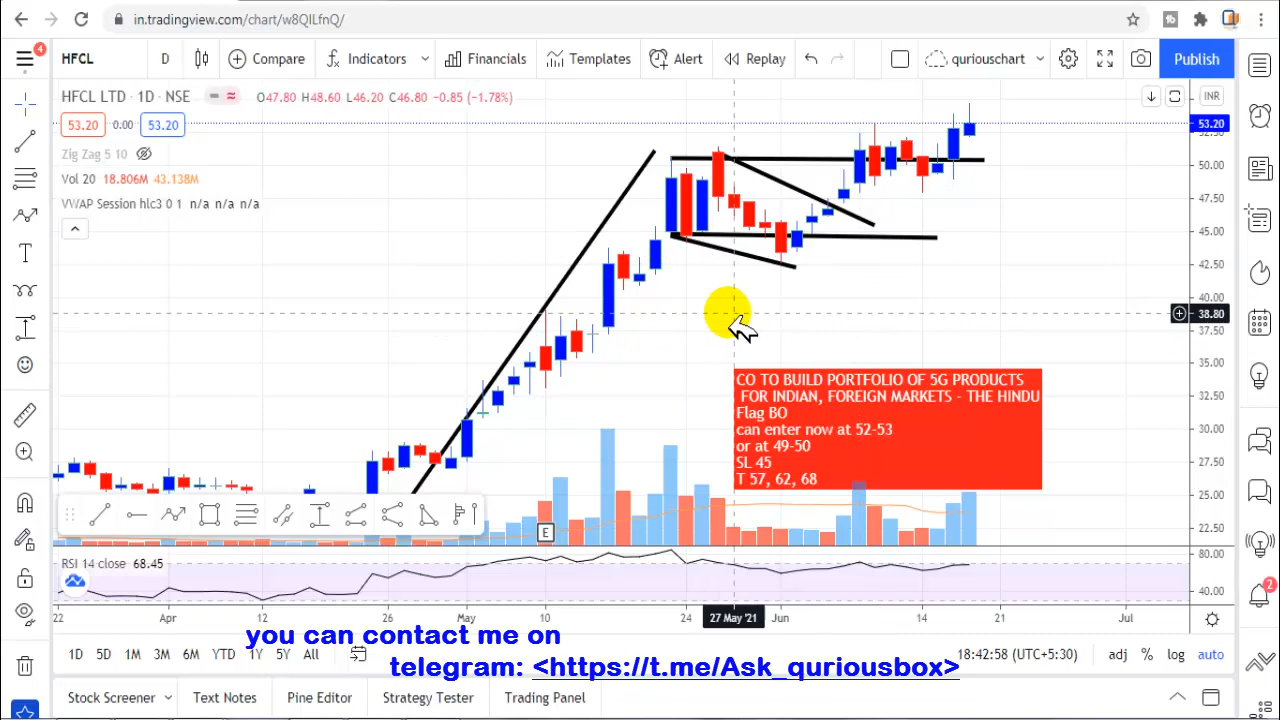 in.tradingview.com/chart/w8QILfnQ/
4
HFCL D Compare Indicators Financials Templates Alert Replay quriouschart Publish
HFCL LTD · 1D · NSE O47.80 H48.60 L46.20 C46.80 −0.85 (−1.78%) INR
53.20 0.00 53.20 53.20
52.50
Zig Zag 5 10
50.00
Vol 20 18.806M 43.138M
VWAP Session hlc3 0 1 n/a n/a n/a
47.50
45.00
42.50
40.00
38.80
37.50
35.00
CO TO BUILD PORTFOLIO OF 5G PRODUCTS
FOR INDIAN, FOREIGN MARKETS - THE HINDU
Flag BO
can enter now at 52-53
or at 49-50
SL 45
T 57, 62, 68
32.50
30.00
27.50
25.00
22.50
E
RSI 14 close 68.45
80.00
40.00
22 Apr 12 May 10 24 27 May '21 Jun 14 21 Jul
you can contact me on
telegram: <https://t.me/Ask_quriousbox>
1D 5D 1M 3M 6M YTD 1Y 5Y All 18:42:58 (UTC+5:30) adj % log auto
2
Stock Screener Text Notes Pine Editor Strategy Tester Trading Panel